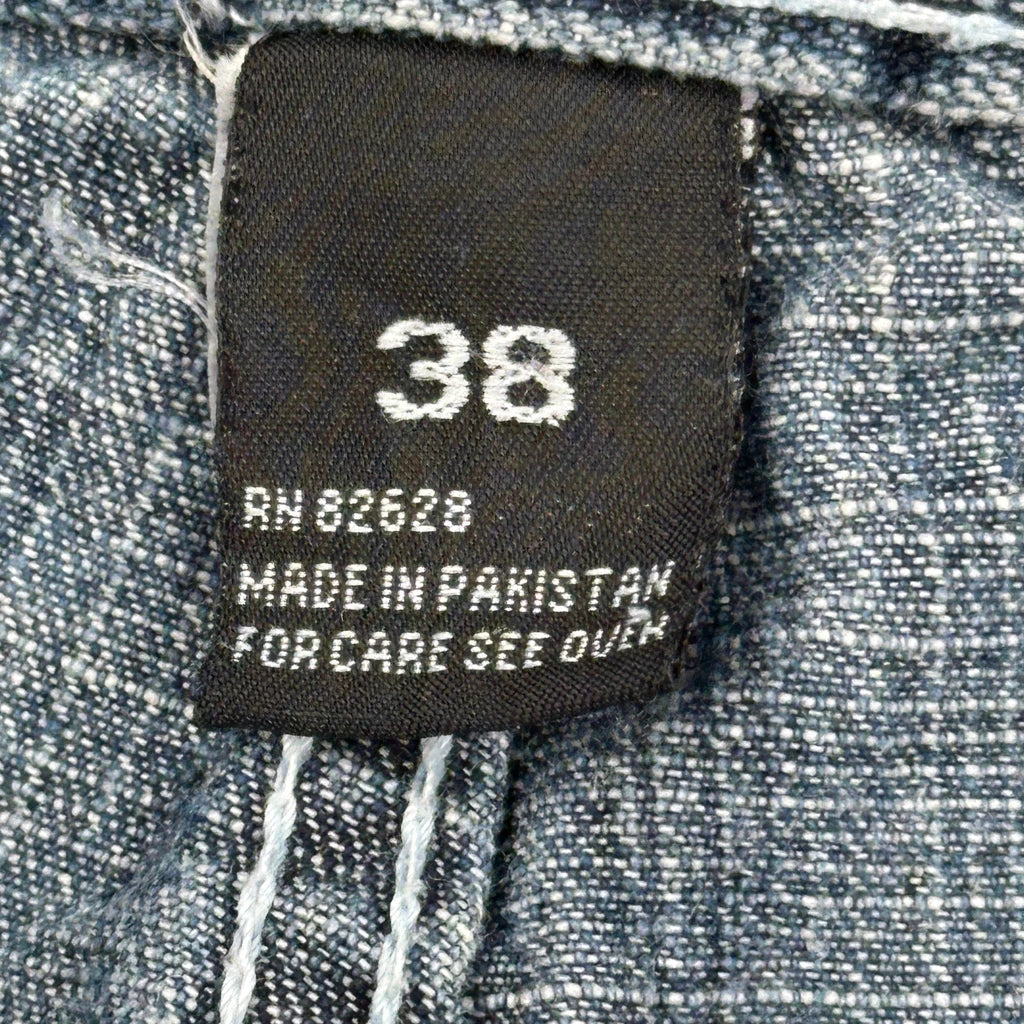 38
RN 82628
MADE IN PAKISTAN
FOR CARE SEE OVER